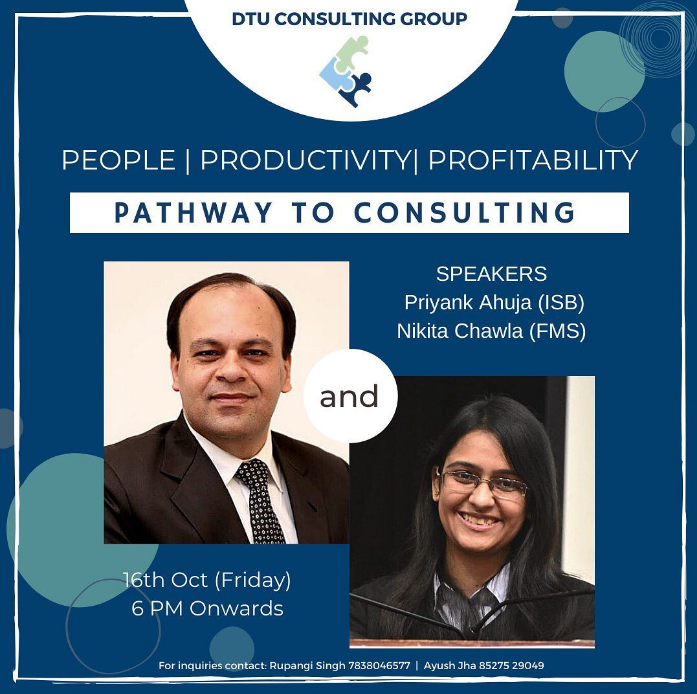 DTU CONSULTING GROUP
PEOPLE | PRODUCTIVITY| PROFITABILITY
PATHWAY TO CONSULTING
SPEAKERS
Priyank Ahuja (ISB)
Nikita Chawla (FMS)
and
16th Oct (Friday)
6 PM Onwards
For inquiries contact: Rupangi Singh 7838046577 | Ayush Jha 85275 29049